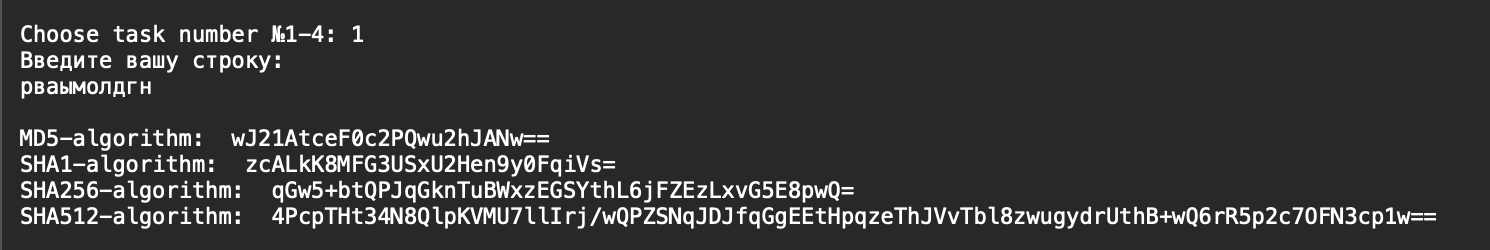 Choose task number №1-4: 1
Введите вашу строку:
рваымолдгн
MD5-algorithm: wJ21AtceF0c2PQwu2hJANw==
SHA1-algorithm: zcALkK8MFG3USxU2Hen9y0FqiVs=
SHA256-algorithm: qGw5+btQPJqGknTuBWxzEGSYthL6jFZEzLxvG5E8pwQ=
SHA512-algorithm: 4PcpTHt34N8QlpKVMU7llIrj/wQPZSNqJDJfqGgEEtHpqzeThJVvTbl8zwugydrUthB+wQ6rR5p2c7OFN3cp1w==